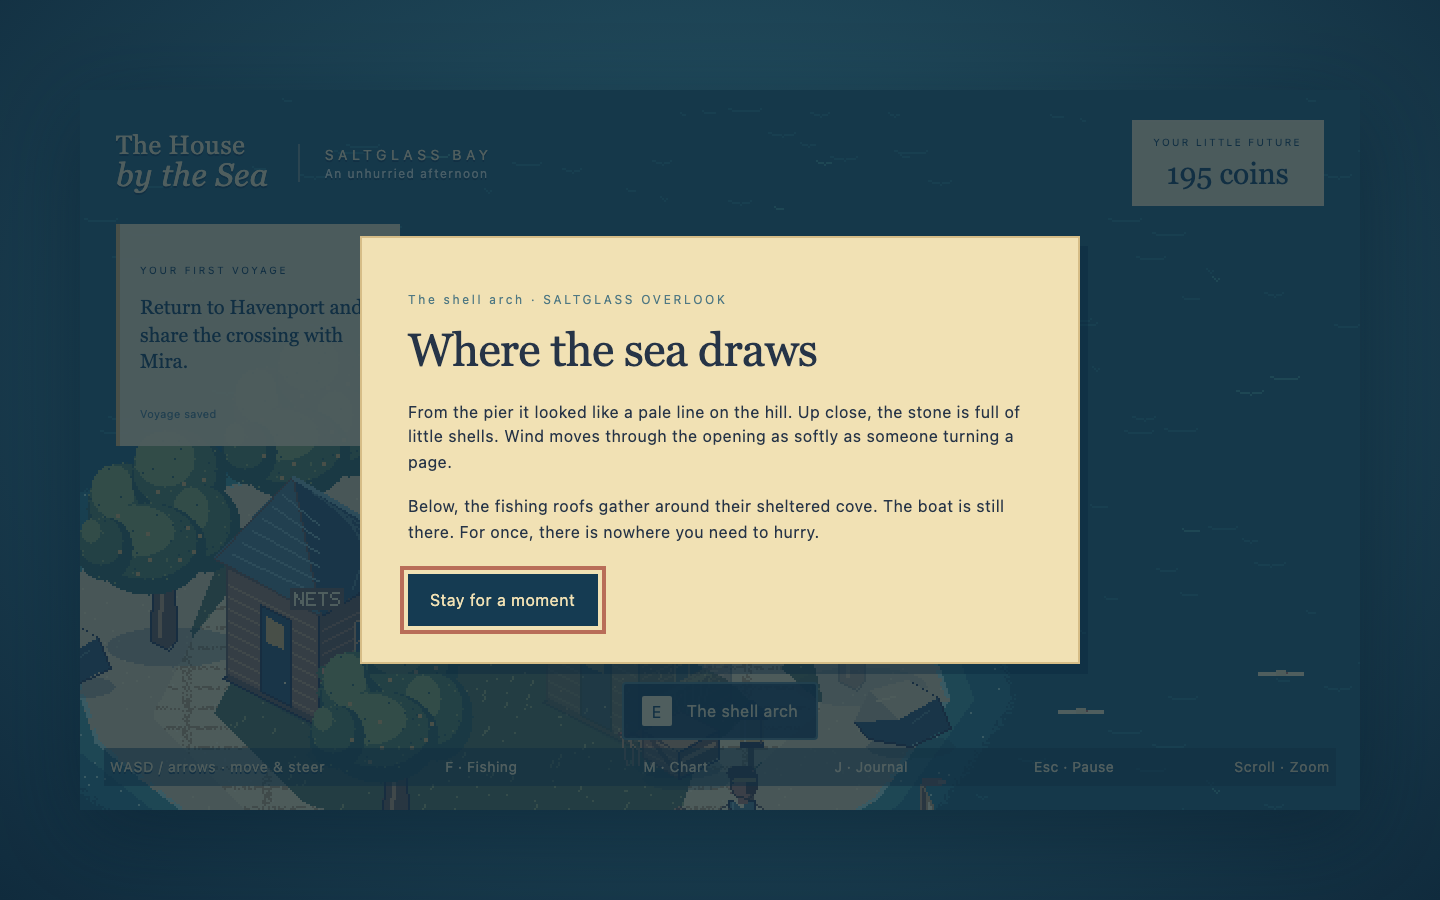 The House
by the Sea
SALTGLASS BAY
An unhurried afternoon
YOUR LITTLE FUTURE
195 coins
YOUR FIRST VOYAGE
Return to Havenport and
share the crossing with
Mira.
Voyage saved
The shell arch · SALTGLASS OVERLOOK
Where the sea draws
From the pier it looked like a pale line on the hill. Up close, the stone is full of
little shells. Wind moves through the opening as softly as someone turning a
page.
Below, the fishing roofs gather around their sheltered cove. The boat is still
there. For once, there is nowhere you need to hurry.
Stay for a moment
NETS
E The shell arch
WASD / arrows · move & steer F · Fishing M · Chart J · Journal Esc · Pause Scroll · Zoom